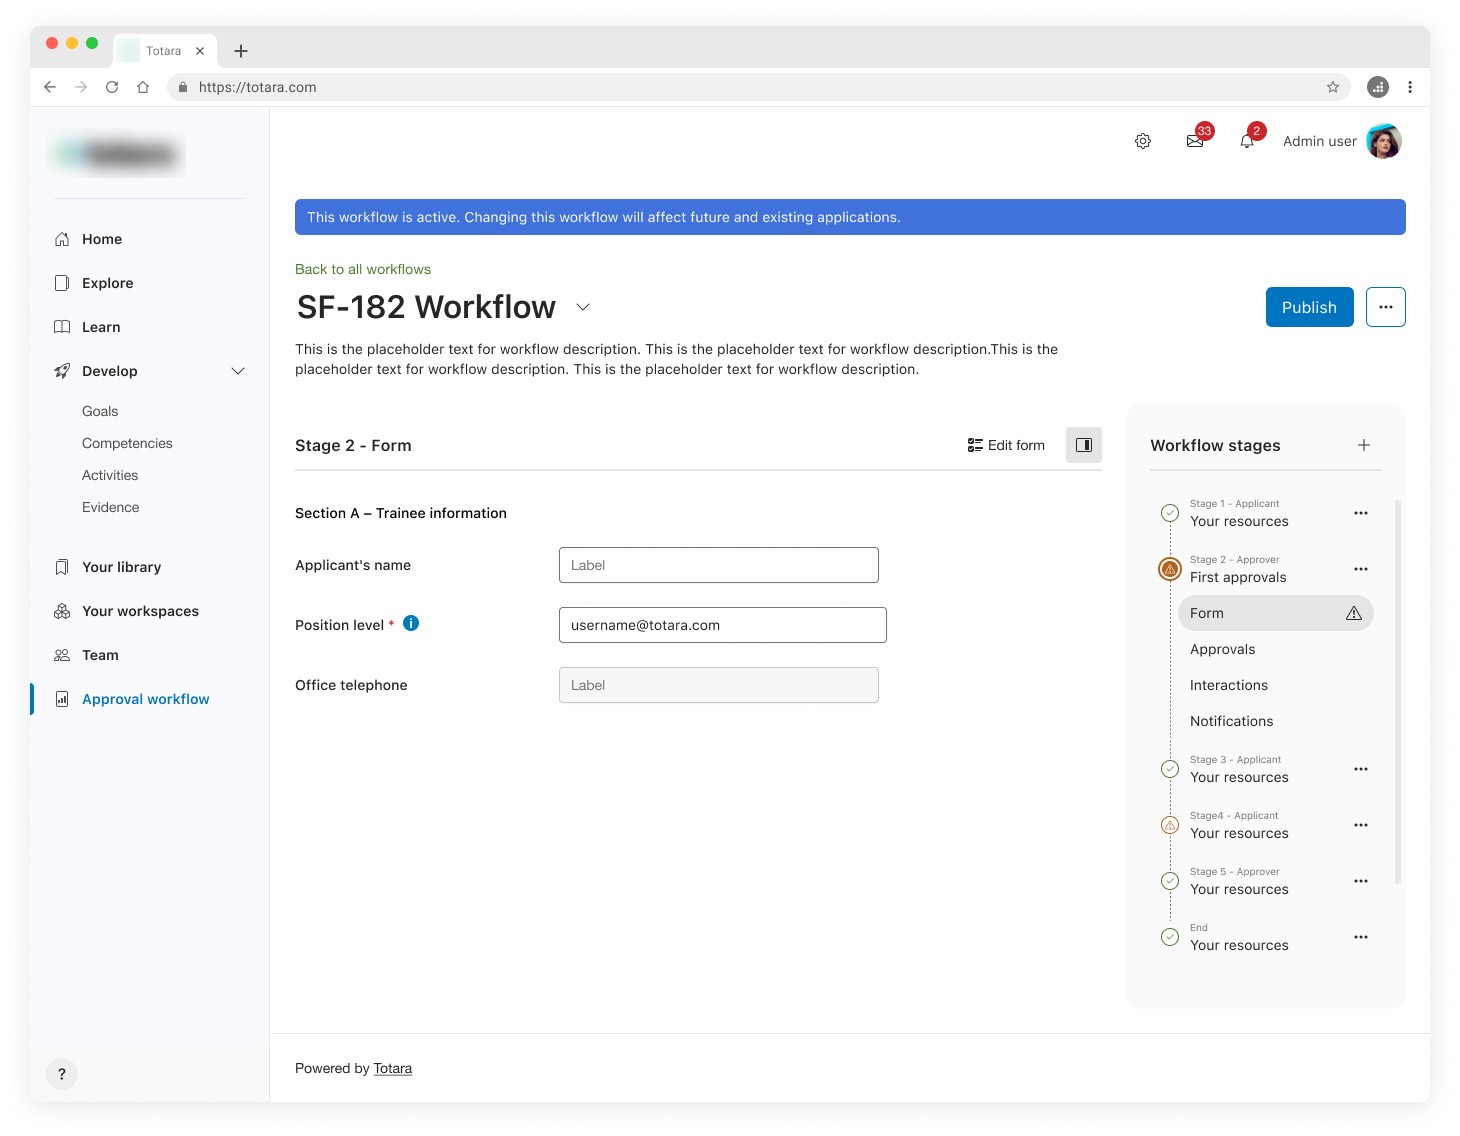 Totara
https://totara.com
33
2
Admin user
Home
Explore
Learn
Develop
Goals
Competencies
Activities
Evidence
Your library
Your workspaces
Team
Approval workflow
?
This workflow is active. Changing this workflow will affect future and existing applications.
Back to all workflows
SF-182 Workflow
Publish
This is the placeholder text for workflow description. This is the placeholder text for workflow description.This is the
placeholder text for workflow description. This is the placeholder text for workflow description.
Stage 2 - Form
Edit form
Section A – Trainee information
Applicant's name
Label
Position level *
username@totara.com
Office telephone
Label
Workflow stages
Stage 1 - Applicant
Your resources
Stage 2 - Approver
First approvals
Form
Approvals
Interactions
Notifications
Stage 3 - Applicant
Your resources
Stage4 - Applicant
Your resources
Stage 5 - Approver
Your resources
End
Your resources
Powered by Totara